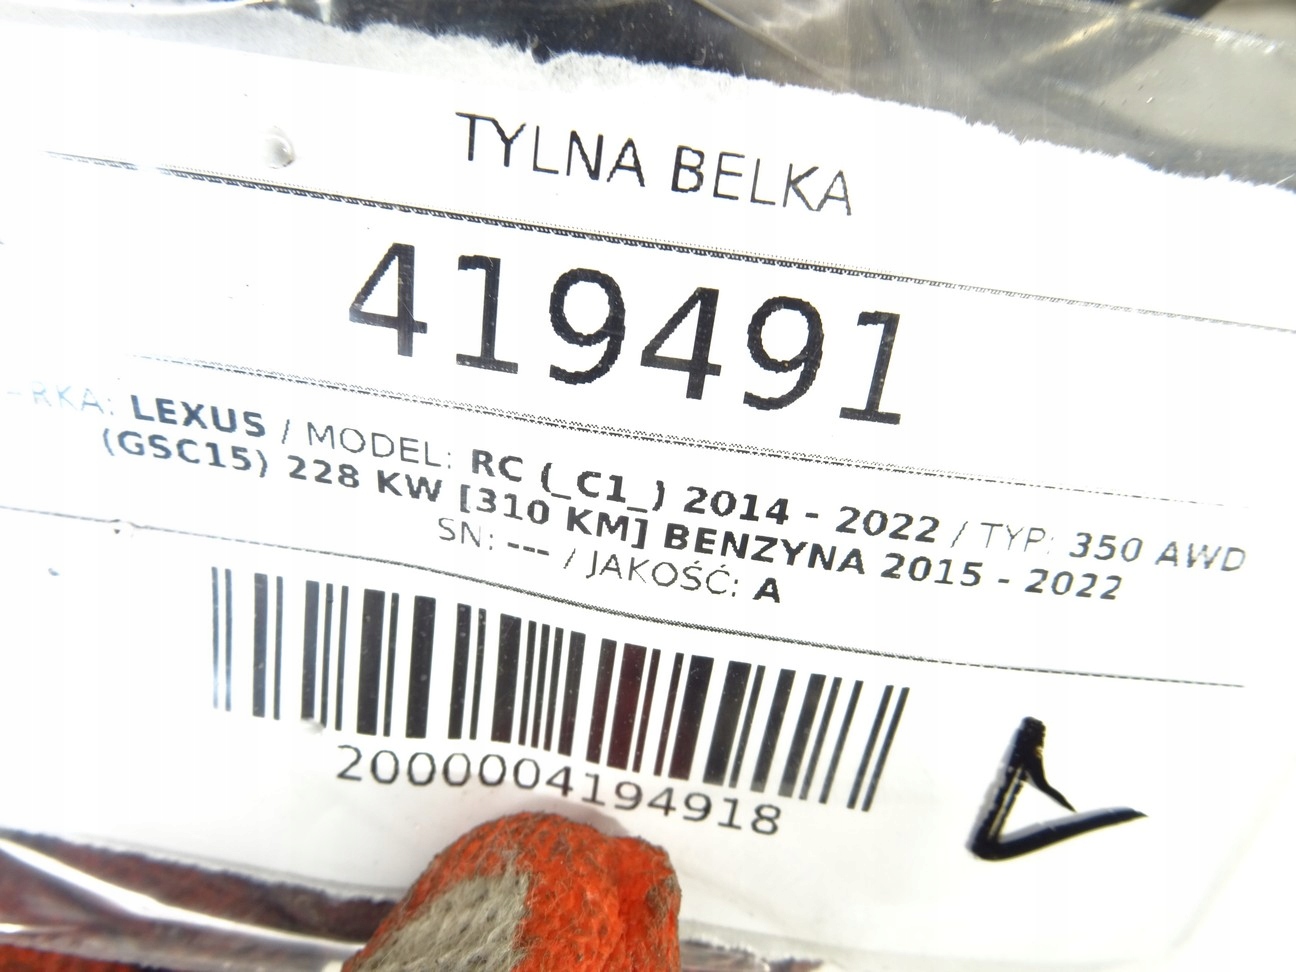 TYLNA BELKA
419491
RKA: LEXUS / MODEL: RC (_C1_) 2014 - 2022 / TYP: 350 AWD
(GSC15) 228 KW [310 KM] BENZYNA 2015 - 2022
SN: --- / JAKOŚĆ: A
2000004194918